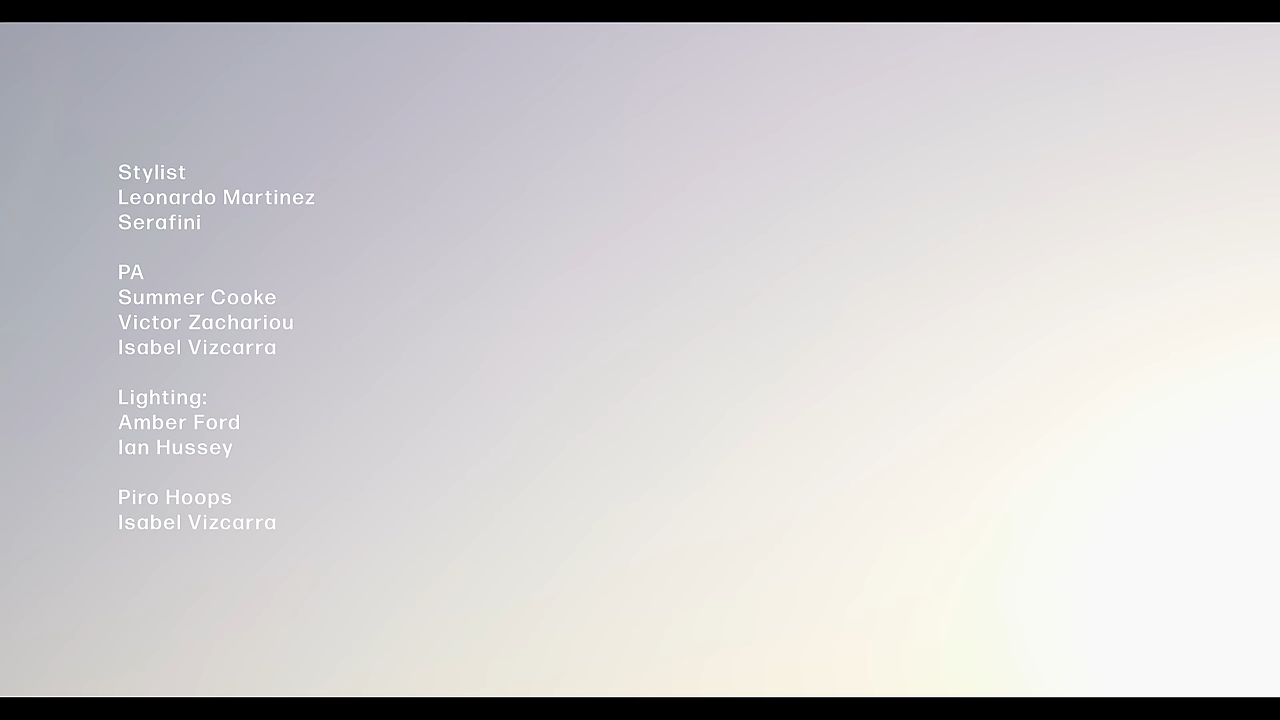 Stylist
Leonardo Martinez
Serafini
PA
Summer Cooke
Victor Zachariou
Isabel Vizcarra
Lighting:
Amber Ford
Ian Hussey
Piro Hoops
Isabel Vizcarra